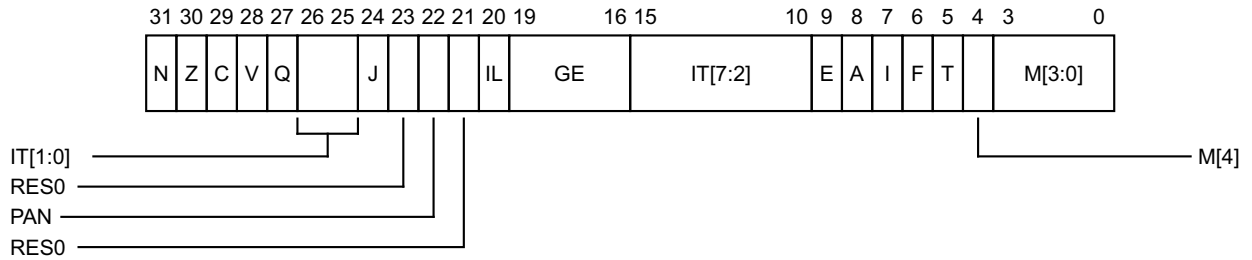 31 30 29 28 27 26 25 24 23 22 21 20 19 16 15 10 9 8 7 6 5 4 3 0
N Z C V Q J IL GE IT[7:2] E A I F T M[3:0]
IT[1:0] M[4]
RES0
PAN
RES0